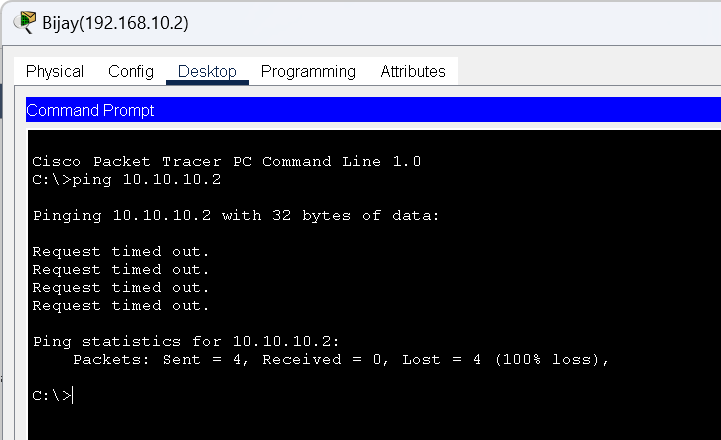 Bijay(192.168.10.2)
Physical Config Desktop Programming Attributes
Command Prompt
Cisco Packet Tracer PC Command Line 1.0
C:\>ping 10.10.10.2
Pinging 10.10.10.2 with 32 bytes of data:
Request timed out.
Request timed out.
Request timed out.
Request timed out.
Ping statistics for 10.10.10.2:
    Packets: Sent = 4, Received = 0, Lost = 4 (100% loss),
C:\>